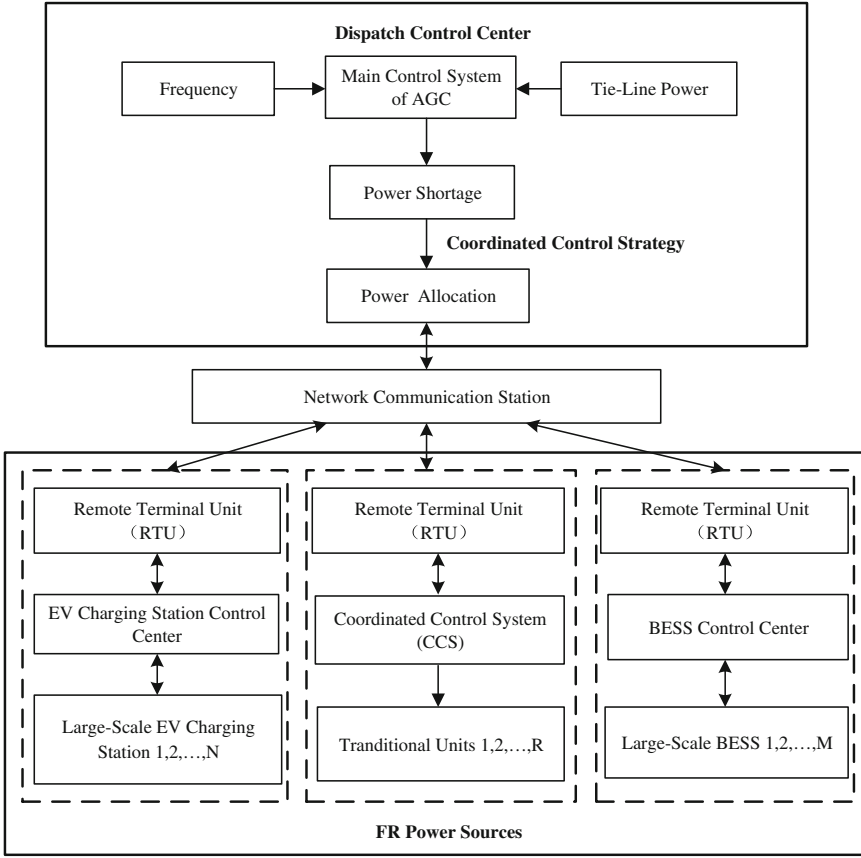 Dispatch Control Center
Frequency
Main Control System
of AGC
Tie-Line Power
Power Shortage
Coordinated Control Strategy
Power Allocation
Network Communication Station
Remote Terminal Unit
（RTU）
EV Charging Station Control
Center
Large-Scale EV Charging
Station 1,2,…,N
Remote Terminal Unit
（RTU）
Coordinated Control System
(CCS)
Tranditional Units 1,2,…,R
Remote Terminal Unit
（RTU）
BESS Control Center
Large-Scale BESS 1,2,…,M
FR Power Sources